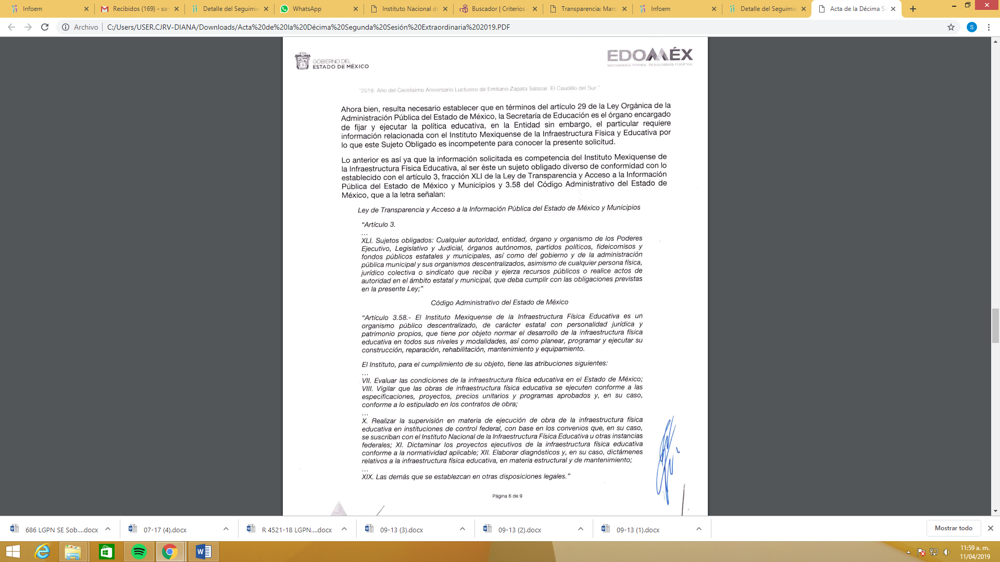 Infoem
Recibidos (169) - sar
Detalle del Seguimie
WhatsApp
Instituto Nacional de
Buscador | Criterios
Transparencia: Marc
Infoem
Detalle del Seguimie
Acta de la Décima S
Archivo
C:/Users/USER.CJRV-DIANA/Downloads/Acta%20de%20la%20Décima%20Segunda%20Sesión%20Extraordinaria%202019.PDF
S
GOBIERNO DEL
ESTADO DE MÉXICO
EDOMÉX
DECISIONES FIRMES, RESULTADOS FUERTES.
"2019. Año del Centésimo Aniversario Luctuoso de Emiliano Zapata Salazar. El Caudillo del Sur."
Ahora bien, resulta necesario establecer que en términos del artículo 29 de la Ley Orgánica de la
Administración Pública del Estado de México, la Secretaría de Educación es el órgano encargado
de fijar y ejecutar la política educativa, en la Entidad sin embargo, el particular requiere
información relacionada con el Instituto Mexiquense de la Infraestructura Física y Educativa por
lo que este Sujeto Obligado es incompetente para conocer la presente solicitud.
Lo anterior es así ya que la información solicitada es competencia del Instituto Mexiquense de
la Infraestructura Física Educativa, al ser éste un sujeto obligado diverso de conformidad con lo
establecido con el artículo 3, fracción XLI de la Ley de Transparencia y Acceso a la Información
Pública del Estado de México y Municipios y 3.58 del Código Administrativo del Estado de
México, que a la letra señalan:
Ley de Transparencia y Acceso a la Información Pública del Estado de México y Municipios
"Artículo 3.
...
XLI. Sujetos obligados: Cualquier autoridad, entidad, órgano y organismo de los Poderes
Ejecutivo, Legislativo y Judicial, órganos autónomos, partidos políticos, fideicomisos y
fondos públicos estatales y municipales, así como del gobierno y de la administración
pública municipal y sus organismos descentralizados, asimismo de cualquier persona física,
jurídico colectiva o sindicato que reciba y ejerza recursos públicos o realice actos de
autoridad en el ámbito estatal y municipal, que deba cumplir con las obligaciones previstas
en la presente Ley;"
Código Administrativo del Estado de México
"Artículo 3.58.- El Instituto Mexiquense de la Infraestructura Física Educativa es un
organismo público descentralizado, de carácter estatal con personalidad jurídica y
patrimonio propios, que tiene por objeto normar el desarrollo de la infraestructura física
educativa en todos sus niveles y modalidades, así como planear, programar y ejecutar su
construcción, reparación, rehabilitación, mantenimiento y equipamiento.
El Instituto, para el cumplimiento de su objeto, tiene las atribuciones siguientes:
...
VII. Evaluar las condiciones de la infraestructura física educativa en el Estado de México;
VIII. Vigilar que las obras de infraestructura física educativa se ejecuten conforme a las
especificaciones, proyectos, precios unitarios y programas aprobados y, en su caso,
conforme a lo estipulado en los contratos de obra;
...
X. Realizar la supervisión en materia de ejecución de obra de la infraestructura física
educativa en instituciones de control federal, con base en los convenios que, en su caso,
se suscriban con el Instituto Nacional de la Infraestructura Física Educativa u otras instancias
federales; XI. Dictaminar los proyectos ejecutivos de la infraestructura física educativa
conforme a la normatividad aplicable; XII. Elaborar diagnósticos y, en su caso, dictámenes
relativos a la infraestructura física educativa, en materia estructural y de mantenimiento;
...
XIX. Las demás que se establezcan en otras disposiciones legales."
Página 6 de 9
686 LGPN SE Sob....docx
07-17 (4).docx
R 4521-18 LGPN....docx
09-13 (3).docx
09-13 (2).docx
09-13 (1).docx
Mostrar todo
11:59 a. m.
11/04/2019